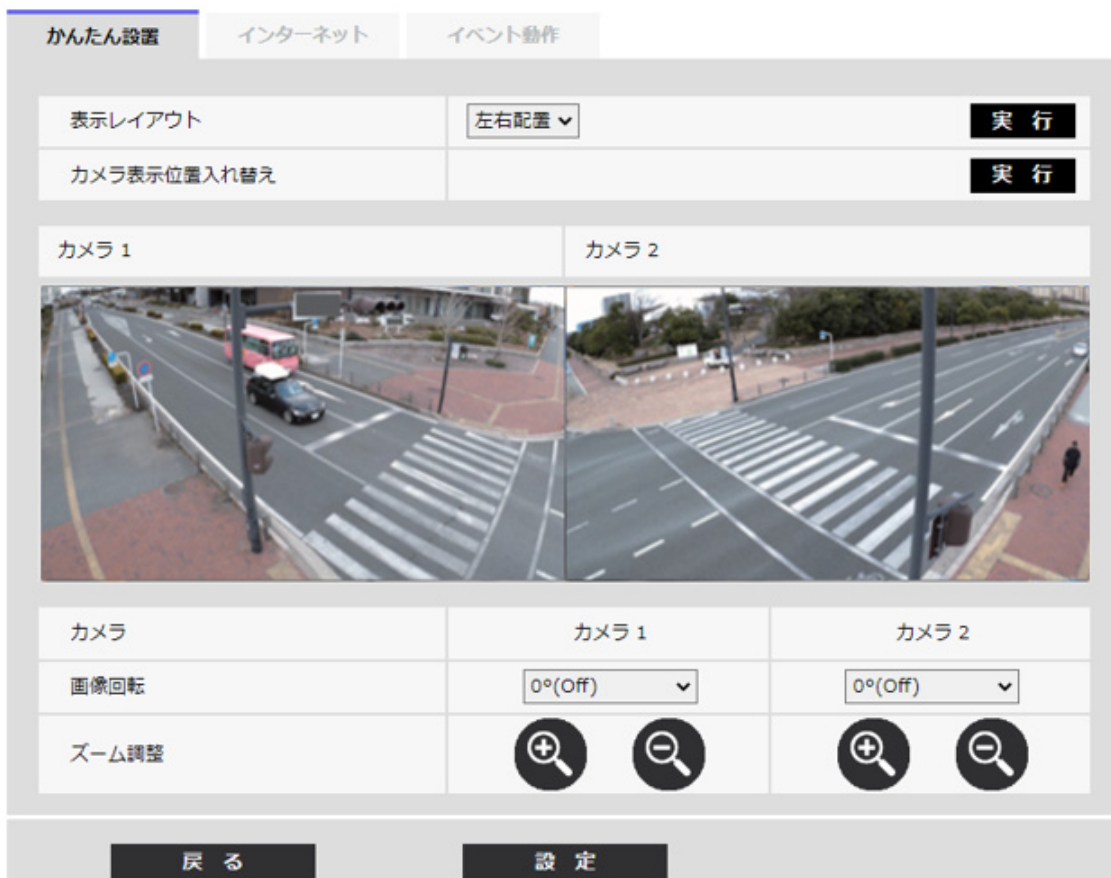 かんたん設置 インターネット イベント動作
表示レイアウト 左右配置 実 行
カメラ表示位置入れ替え 実 行
カメラ 1 カメラ 2
カメラ カメラ 1 カメラ 2
画像回転 0°(Off) 0°(Off)
ズーム調整
戻 る 設 定